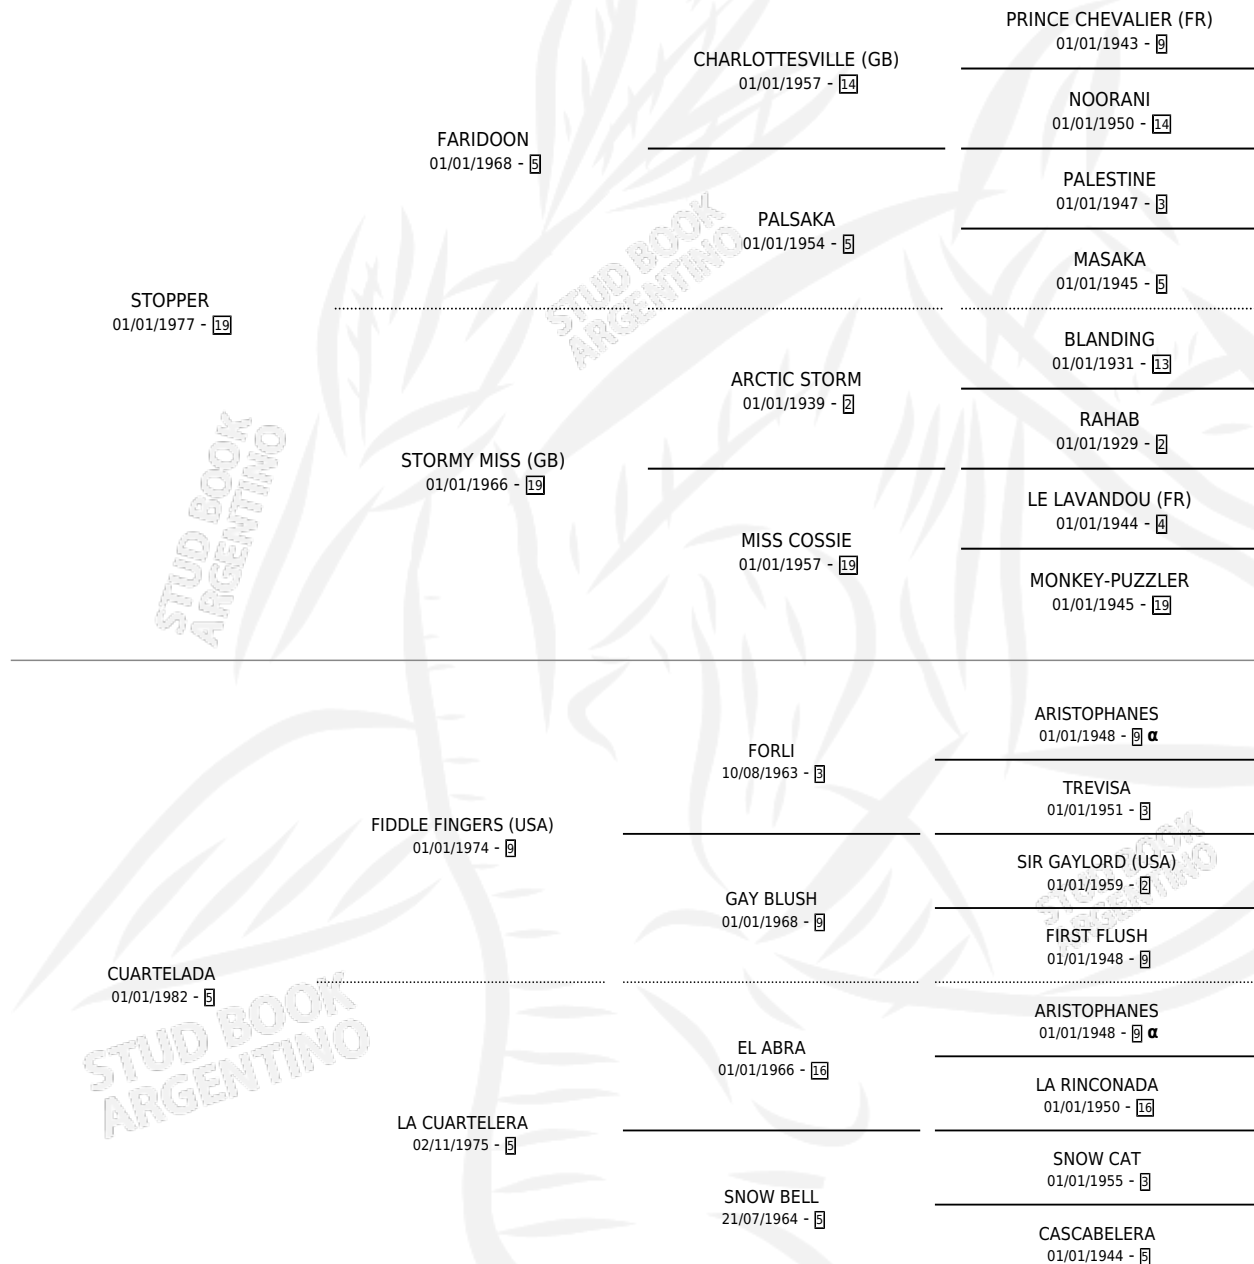 PRINCE CHEVALIER (FR)
01/01/1943 - 9
CHARLOTTESVILLE (GB)
01/01/1957 - 14
NOORANI
01/01/1950 - 14
FARIDOON
01/01/1968 - 5
PALESTINE
01/01/1947 - 3
PALSAKA
01/01/1954 - 5
MASAKA
01/01/1945 - 5
STOPPER
01/01/1977 - 19
BLANDING
01/01/1931 - 13
ARCTIC STORM
01/01/1939 - 2
RAHAB
01/01/1929 - 2
STORMY MISS (GB)
01/01/1966 - 19
LE LAVANDOU (FR)
01/01/1944 - 4
MISS COSSIE
01/01/1957 - 19
MONKEY-PUZZLER
01/01/1945 - 19
STUD BOOK
ARGENTINO
STUD BOOK
ARGENTINO
ARISTOPHANES
01/01/1948 - 9 α
FORLI
10/08/1963 - 3
TREVISA
01/01/1951 - 3
FIDDLE FINGERS (USA)
01/01/1974 - 9
SIR GAYLORD (USA)
01/01/1959 - 2
GAY BLUSH
01/01/1968 - 9
FIRST FLUSH
01/01/1948 - 9
CUARTELADA
01/01/1982 - 5
ARISTOPHANES
01/01/1948 - 9 α
EL ABRA
01/01/1966 - 16
LA RINCONADA
01/01/1950 - 16
LA CUARTELERA
02/11/1975 - 5
SNOW CAT
01/01/1955 - 3
SNOW BELL
21/07/1964 - 5
CASCABELERA
01/01/1944 - 5
STUD BOOK
ARGENTINO
STUD BOOK
ARGENTINO